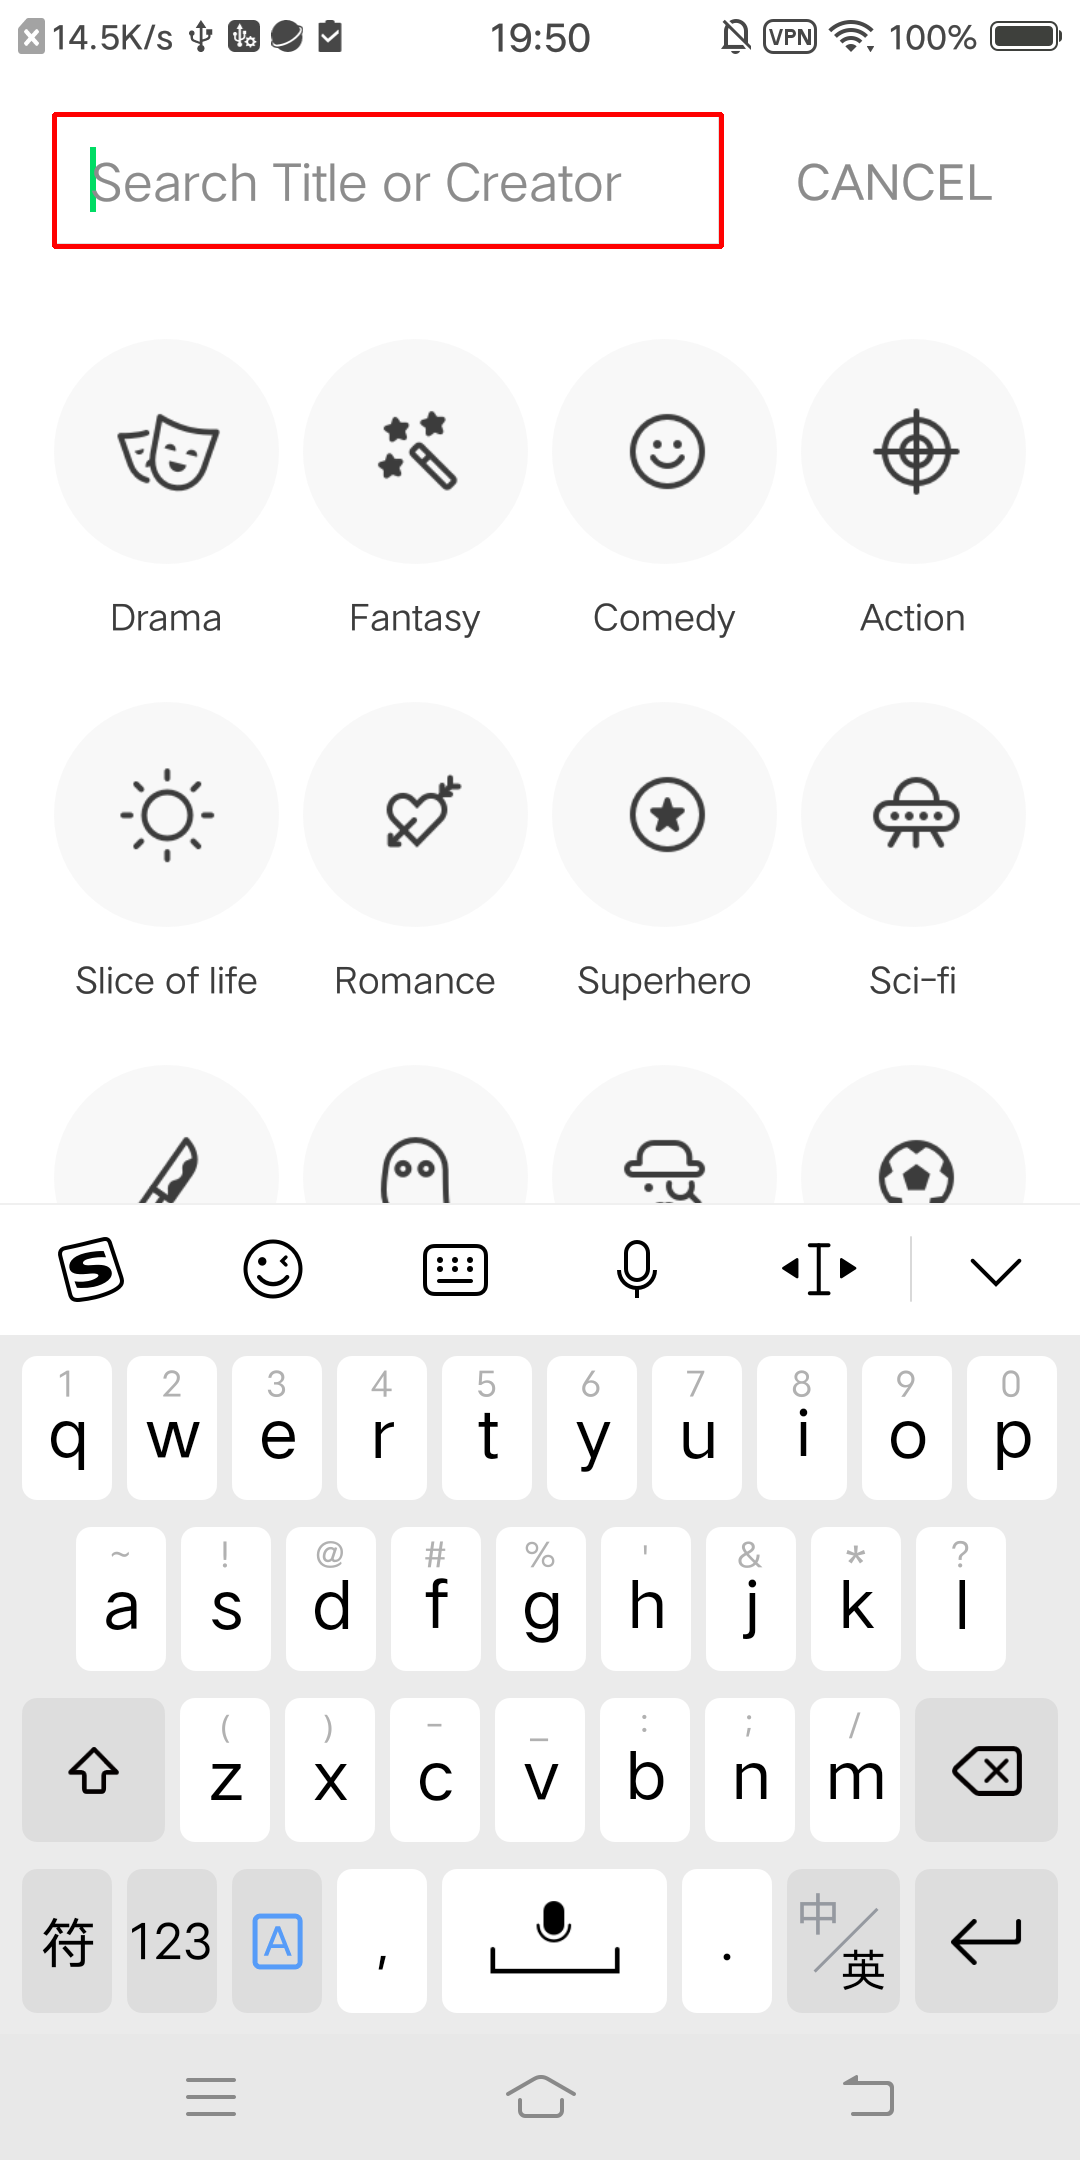 14.5K/s 19:50 VPN 100%
Search Title or Creator CANCEL
Drama Fantasy Comedy Action
Slice of life Romance Superhero Sci-fi
1 2 3 4 5 6 7 8 9 0
q w e r t y u i o p
~ ! @ # % ' & * ?
a s d f g h j k l
( ) - _ : ; /
z x c v b n m
符 123 A , . 中/英